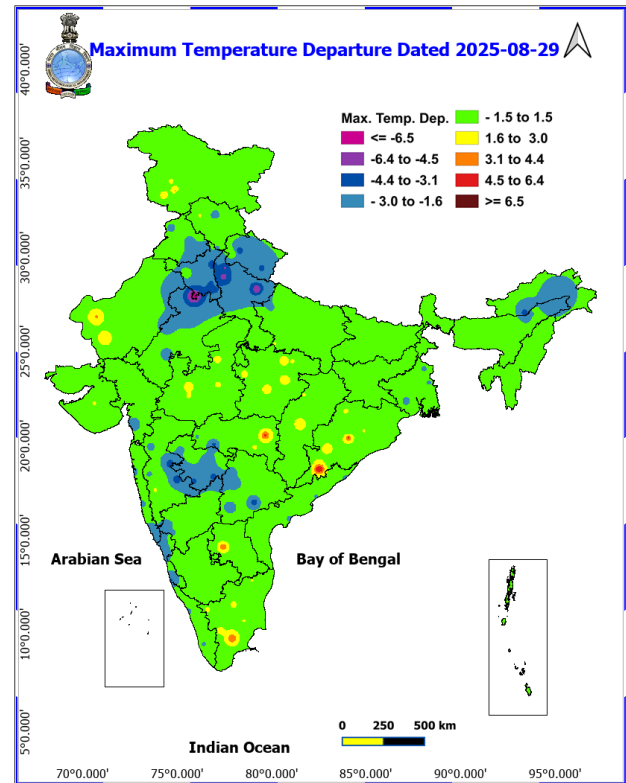 Maximum Temperature Departure Dated 2025-08-29
Max. Temp. Dep.
<= -6.5
-6.4 to -4.5
-4.4 to -3.1
- 3.0 to -1.6
- 1.5 to 1.5
1.6 to 3.0
3.1 to 4.4
4.5 to 6.4
>= 6.5
40°0.000'
35°0.000'
30°0.000'
25°0.000'
20°0.000'
15°0.000'
10°0.000'
5°0.000'
Arabian Sea
Bay of Bengal
Indian Ocean
0 250 500 km
70°0.000' 75°0.000' 80°0.000' 85°0.000' 90°0.000' 95°0.000'